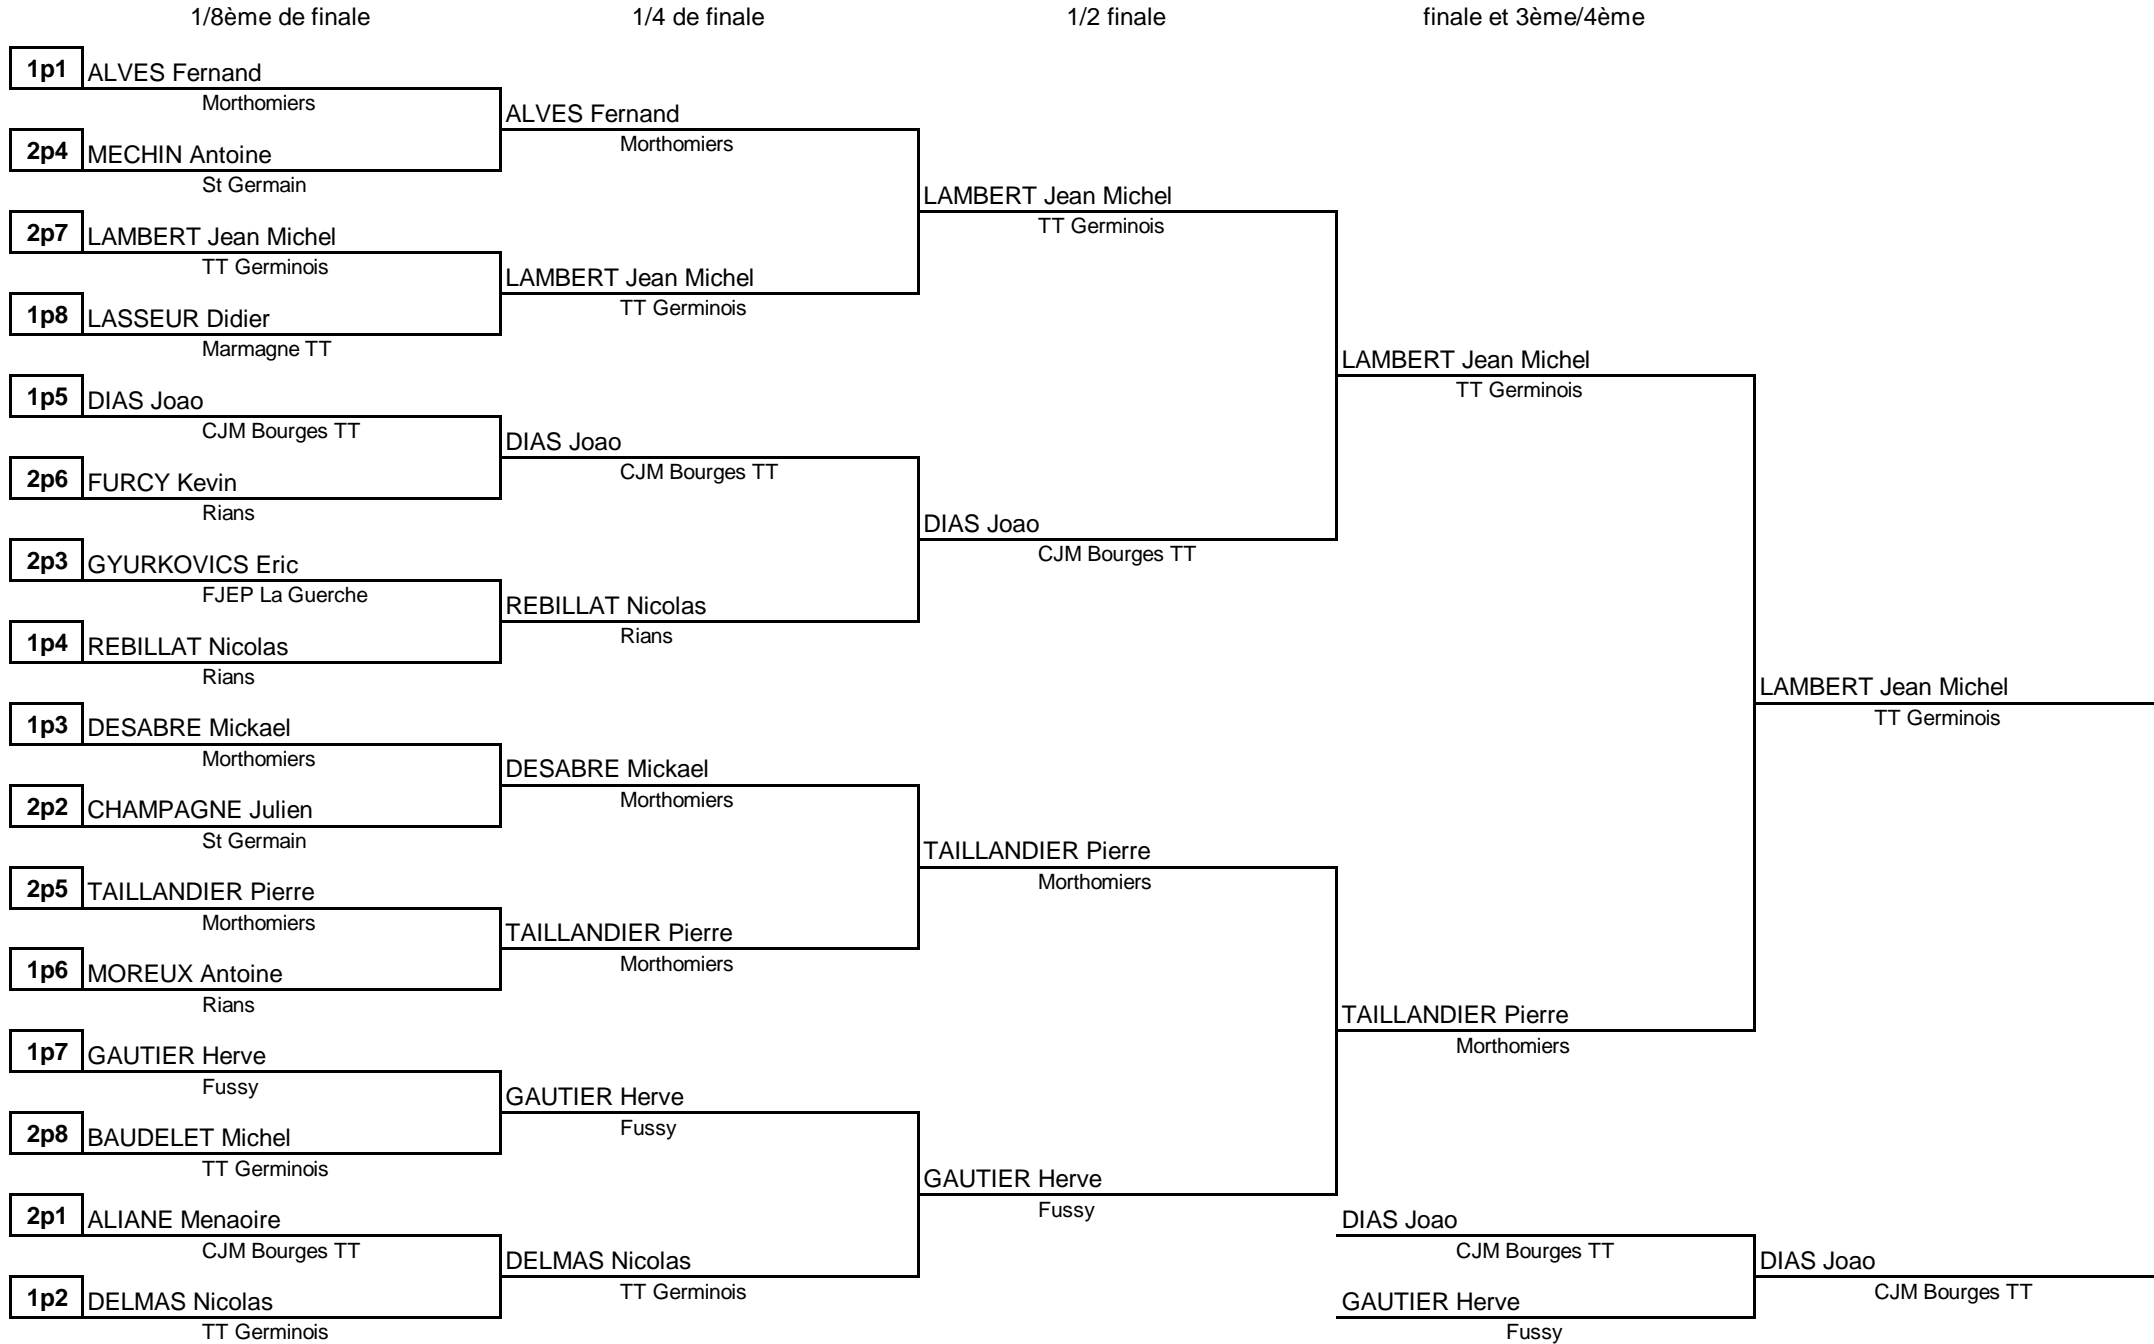 1/8ème de finale 1/4 de finale 1/2 finale finale et 3ème/4ème
1p1 ALVES Fernand
Morthomiers
ALVES Fernand
2p4 MECHIN Antoine
Morthomiers
St Germain
LAMBERT Jean Michel
2p7 LAMBERT Jean Michel
TT Germinois
TT Germinois
LAMBERT Jean Michel
1p8 LASSEUR Didier
TT Germinois
Marmagne TT
LAMBERT Jean Michel
1p5 DIAS Joao
TT Germinois
CJM Bourges TT
DIAS Joao
2p6 FURCY Kevin
CJM Bourges TT
Rians
DIAS Joao
2p3 GYURKOVICS Eric
CJM Bourges TT
FJEP La Guerche
REBILLAT Nicolas
1p4 REBILLAT Nicolas
Rians
Rians
LAMBERT Jean Michel
1p3 DESABRE Mickael
TT Germinois
Morthomiers
DESABRE Mickael
2p2 CHAMPAGNE Julien
Morthomiers
St Germain
TAILLANDIER Pierre
2p5 TAILLANDIER Pierre
Morthomiers
Morthomiers
TAILLANDIER Pierre
1p6 MOREUX Antoine
Morthomiers
Rians
TAILLANDIER Pierre
1p7 GAUTIER Herve
Morthomiers
Fussy
GAUTIER Herve
2p8 BAUDELET Michel
Fussy
TT Germinois
GAUTIER Herve
2p1 ALIANE Menaoire
Fussy
DIAS Joao
CJM Bourges TT
CJM Bourges TT
DELMAS Nicolas
DIAS Joao
1p2 DELMAS Nicolas
TT Germinois
GAUTIER Herve
CJM Bourges TT
TT Germinois
Fussy